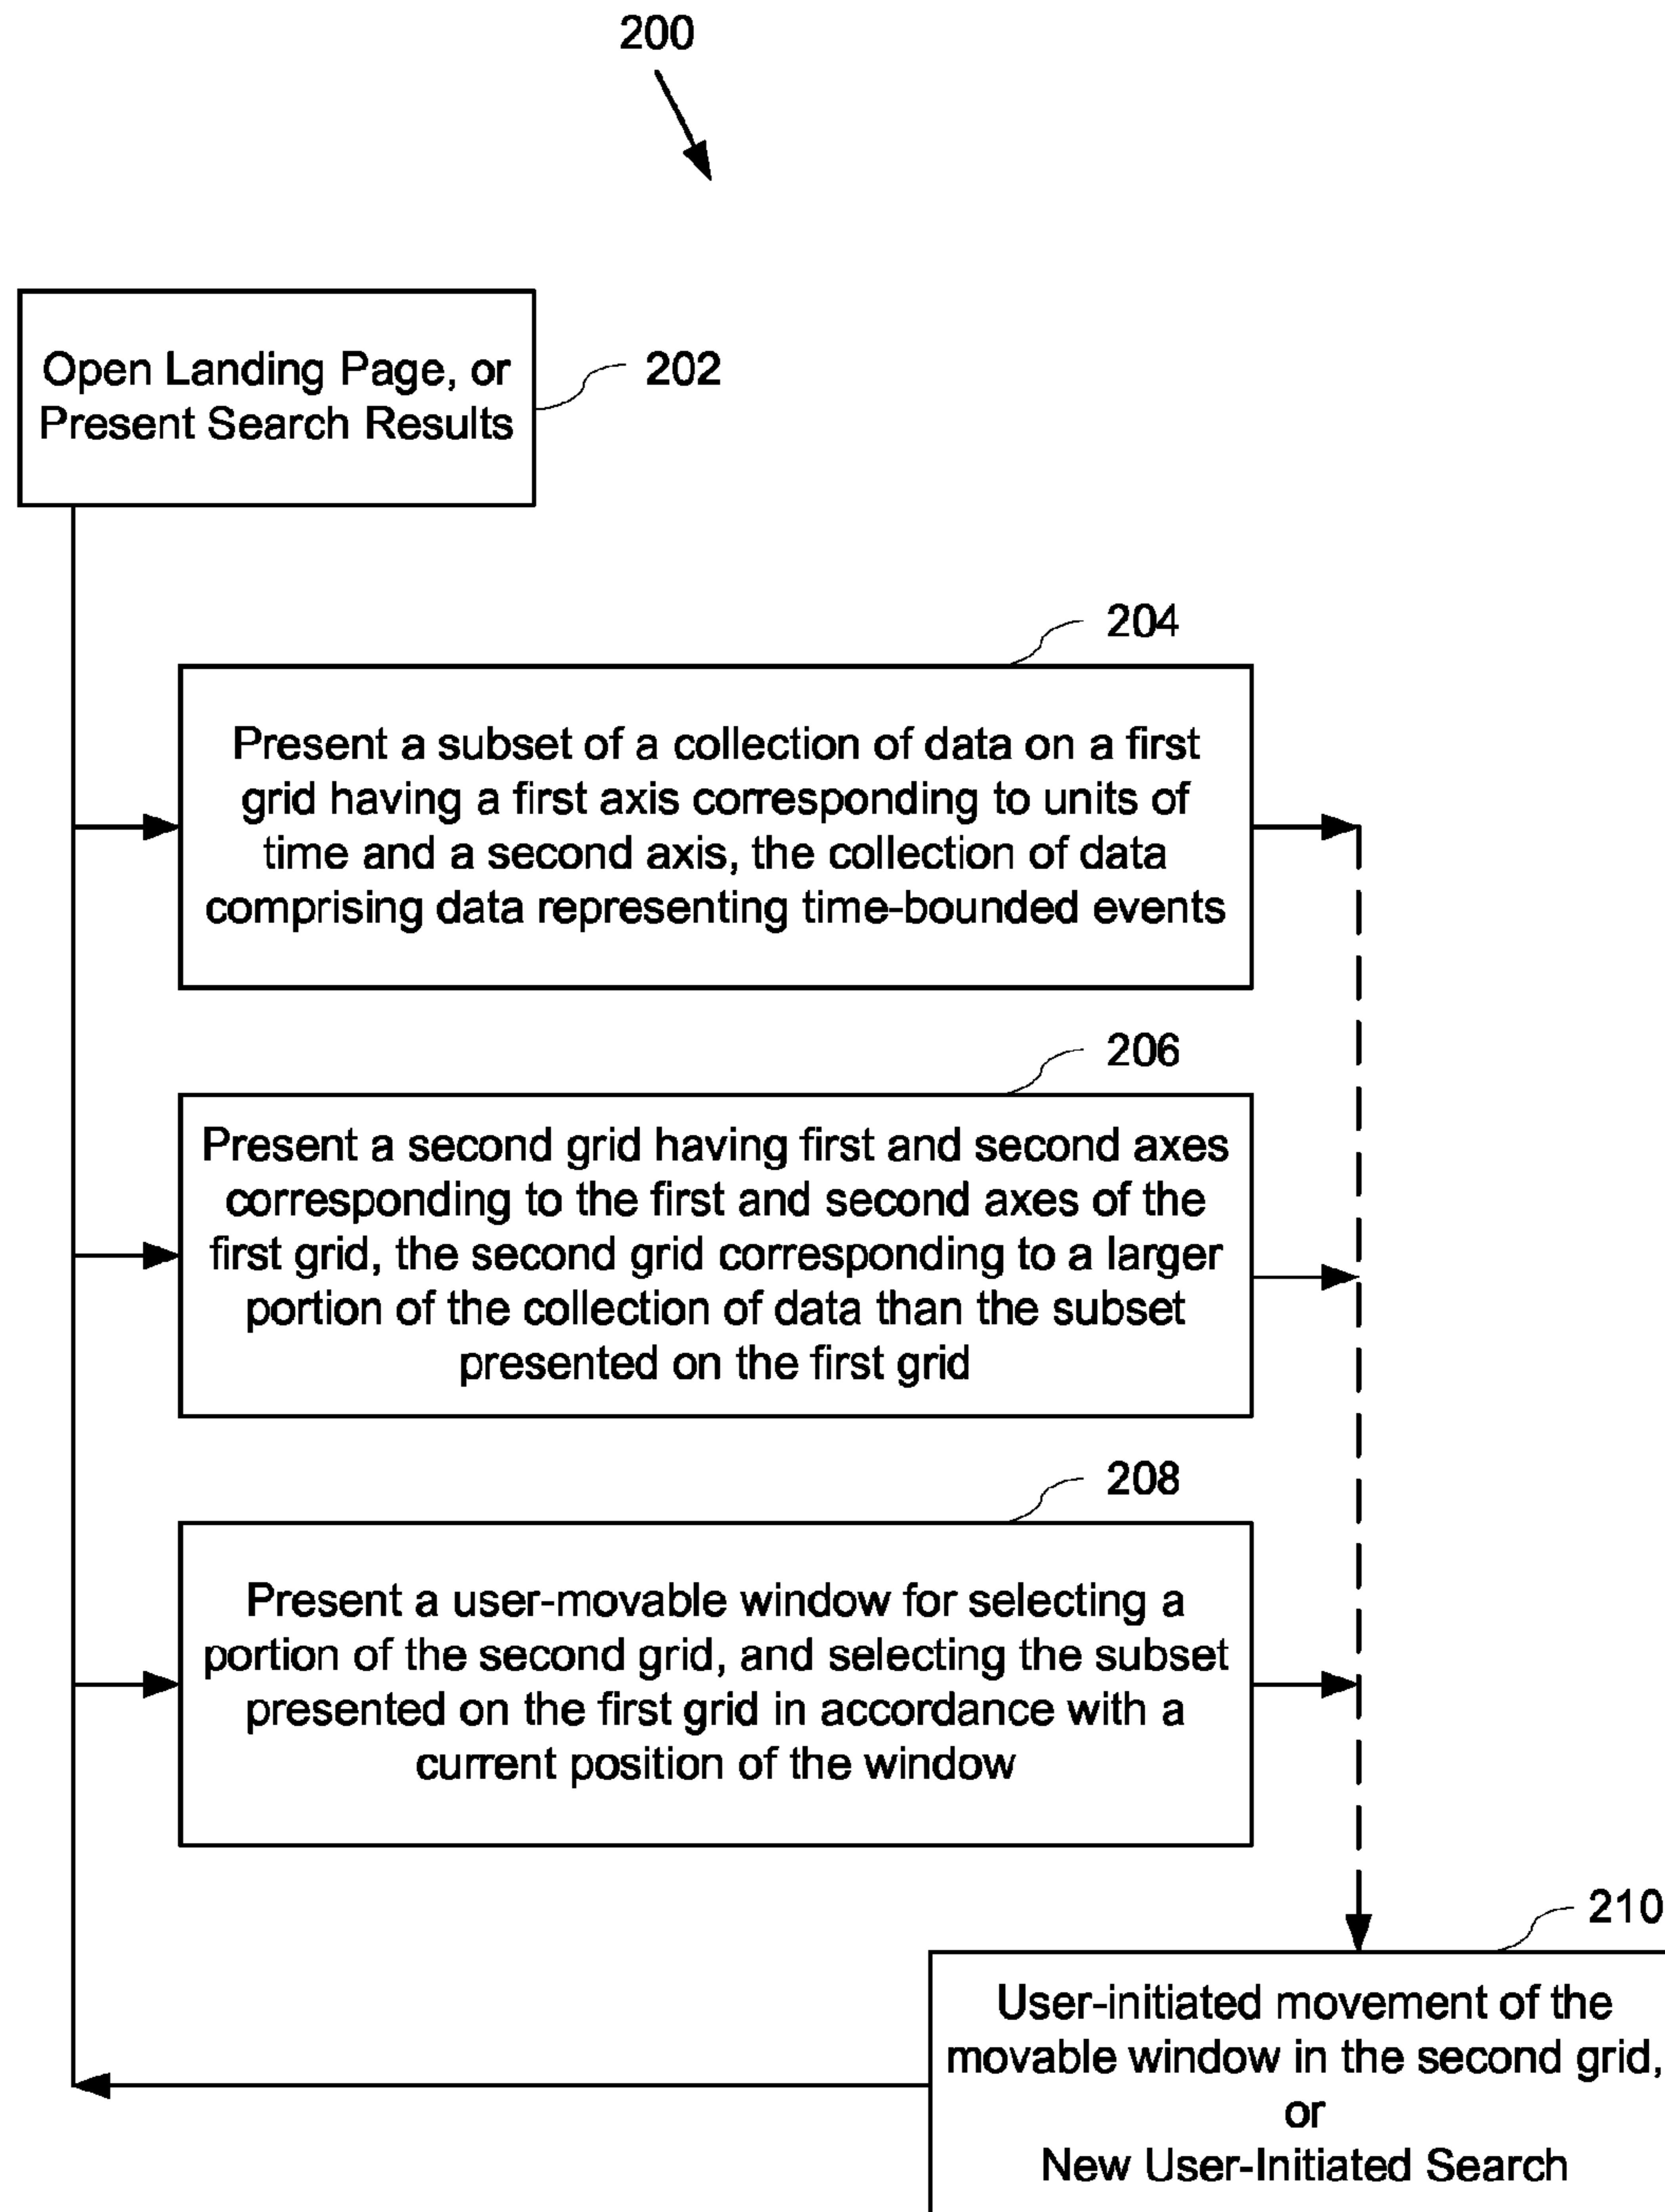 200
Open Landing Page, or
Present Search Results
202
204
Present a subset of a collection of data on a first
grid having a first axis corresponding to units of
time and a second axis, the collection of data
comprising data representing time-bounded events
206
Present a second grid having first and second axes
corresponding to the first and second axes of the
first grid, the second grid corresponding to a larger
portion of the collection of data than the subset
presented on the first grid
208
Present a user-movable window for selecting a
portion of the second grid, and selecting the subset
presented on the first grid in accordance with a
current position of the window
210
User-initiated movement of the
movable window in the second grid,
or
New User-Initiated Search